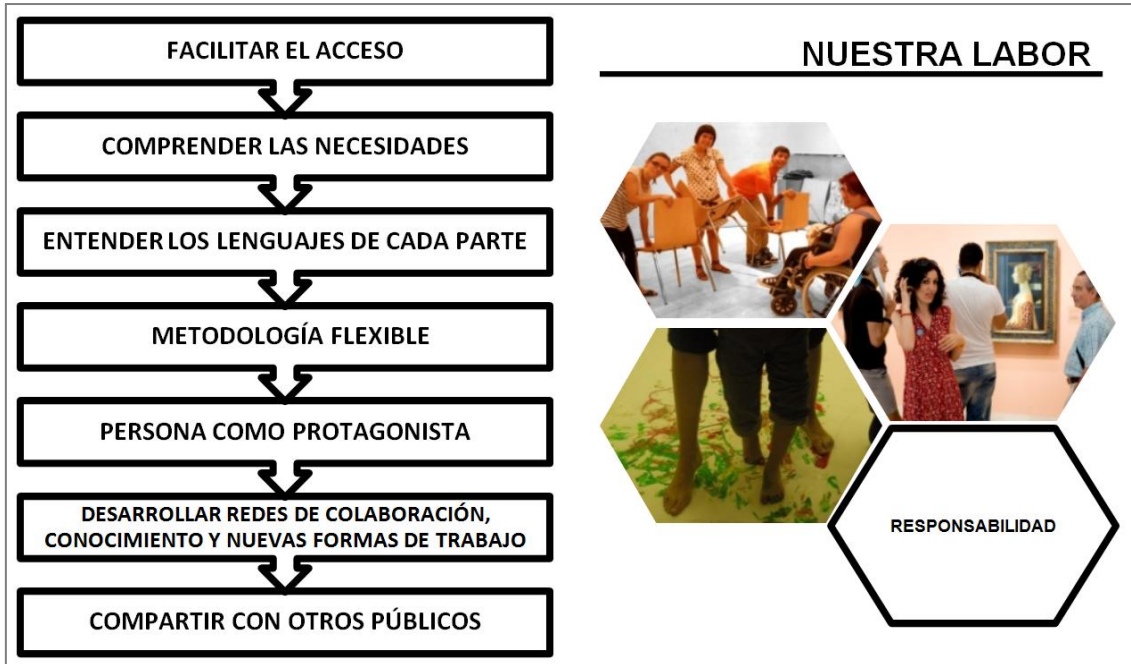 FACILITAR EL ACCESO
COMPRENDER LAS NECESIDADES
ENTENDER LOS LENGUAJES DE CADA PARTE
METODOLOGÍA FLEXIBLE
PERSONA COMO PROTAGONISTA
DESARROLLAR REDES DE COLABORACIÓN,
CONOCIMIENTO Y NUEVAS FORMAS DE TRABAJO
COMPARTIR CON OTROS PÚBLICOS
NUESTRA LABOR
RESPONSABILIDAD